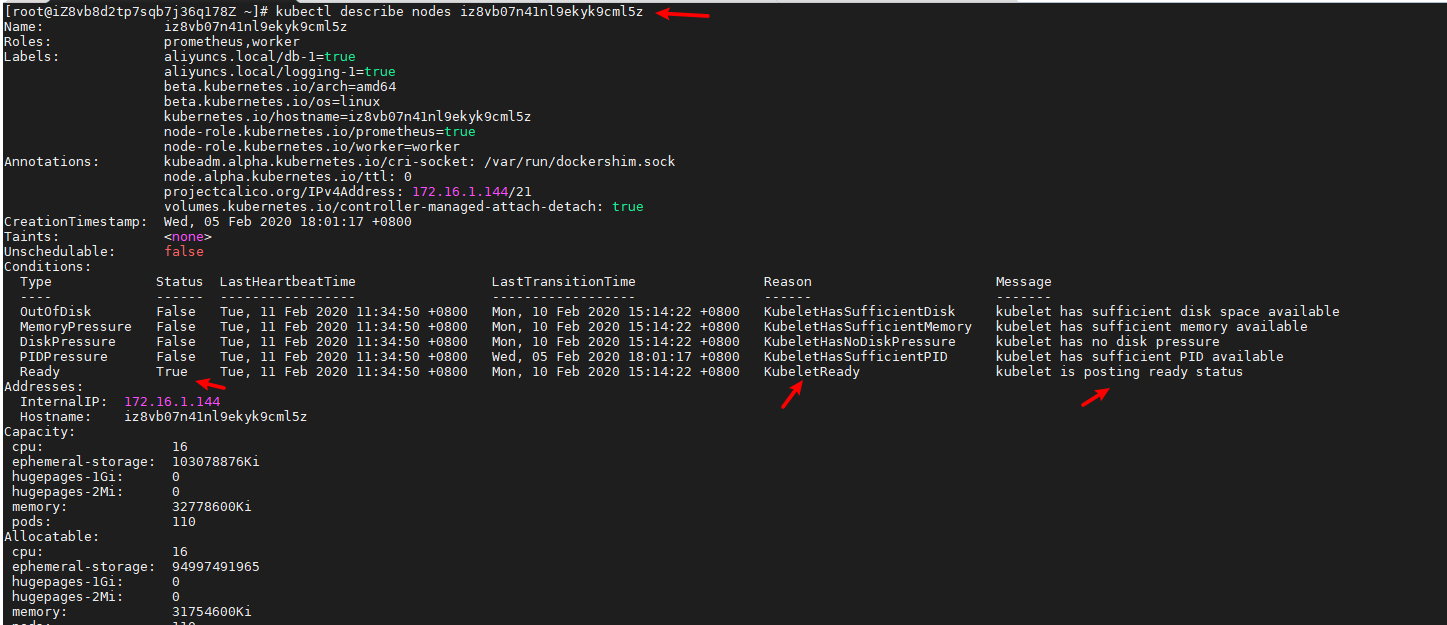 [root@iZ8vb8d2tp7sqb7j36q178Z ~]# kubectl describe nodes iz8vb07n41nl9ekyk9cml5z
Name:               iz8vb07n41nl9ekyk9cml5z
Roles:              prometheus,worker
Labels:             aliyuncs.local/db-1=true
                    aliyuncs.local/logging-1=true
                    beta.kubernetes.io/arch=amd64
                    beta.kubernetes.io/os=linux
                    kubernetes.io/hostname=iz8vb07n41nl9ekyk9cml5z
                    node-role.kubernetes.io/prometheus=true
                    node-role.kubernetes.io/worker=worker
Annotations:        kubeadm.alpha.kubernetes.io/cri-socket: /var/run/dockershim.sock
                    node.alpha.kubernetes.io/ttl: 0
                    projectcalico.org/IPv4Address: 172.16.1.144/21
                    volumes.kubernetes.io/controller-managed-attach-detach: true
CreationTimestamp:  Wed, 05 Feb 2020 18:01:17 +0800
Taints:             <none>
Unschedulable:      false
Conditions:
  Type             Status  LastHeartbeatTime                 LastTransitionTime                Reason                       Message
  ----             ------  -----------------                 ------------------                ------                       -------
  OutOfDisk        False   Tue, 11 Feb 2020 11:34:50 +0800   Mon, 10 Feb 2020 15:14:22 +0800   KubeletHasSufficientDisk     kubelet has sufficient disk space available
  MemoryPressure   False   Tue, 11 Feb 2020 11:34:50 +0800   Mon, 10 Feb 2020 15:14:22 +0800   KubeletHasSufficientMemory   kubelet has sufficient memory available
  DiskPressure     False   Tue, 11 Feb 2020 11:34:50 +0800   Mon, 10 Feb 2020 15:14:22 +0800   KubeletHasNoDiskPressure     kubelet has no disk pressure
  PIDPressure      False   Tue, 11 Feb 2020 11:34:50 +0800   Wed, 05 Feb 2020 18:01:17 +0800   KubeletHasSufficientPID      kubelet has sufficient PID available
  Ready            True    Tue, 11 Feb 2020 11:34:50 +0800   Mon, 10 Feb 2020 15:14:22 +0800   KubeletReady                 kubelet is posting ready status
Addresses:
  InternalIP:  172.16.1.144
  Hostname:    iz8vb07n41nl9ekyk9cml5z
Capacity:
 cpu:                16
 ephemeral-storage:  103078876Ki
 hugepages-1Gi:      0
 hugepages-2Mi:      0
 memory:             32778600Ki
 pods:               110
Allocatable:
 cpu:                16
 ephemeral-storage:  94997491965
 hugepages-1Gi:      0
 hugepages-2Mi:      0
 memory:             31754600Ki
 pods:               110